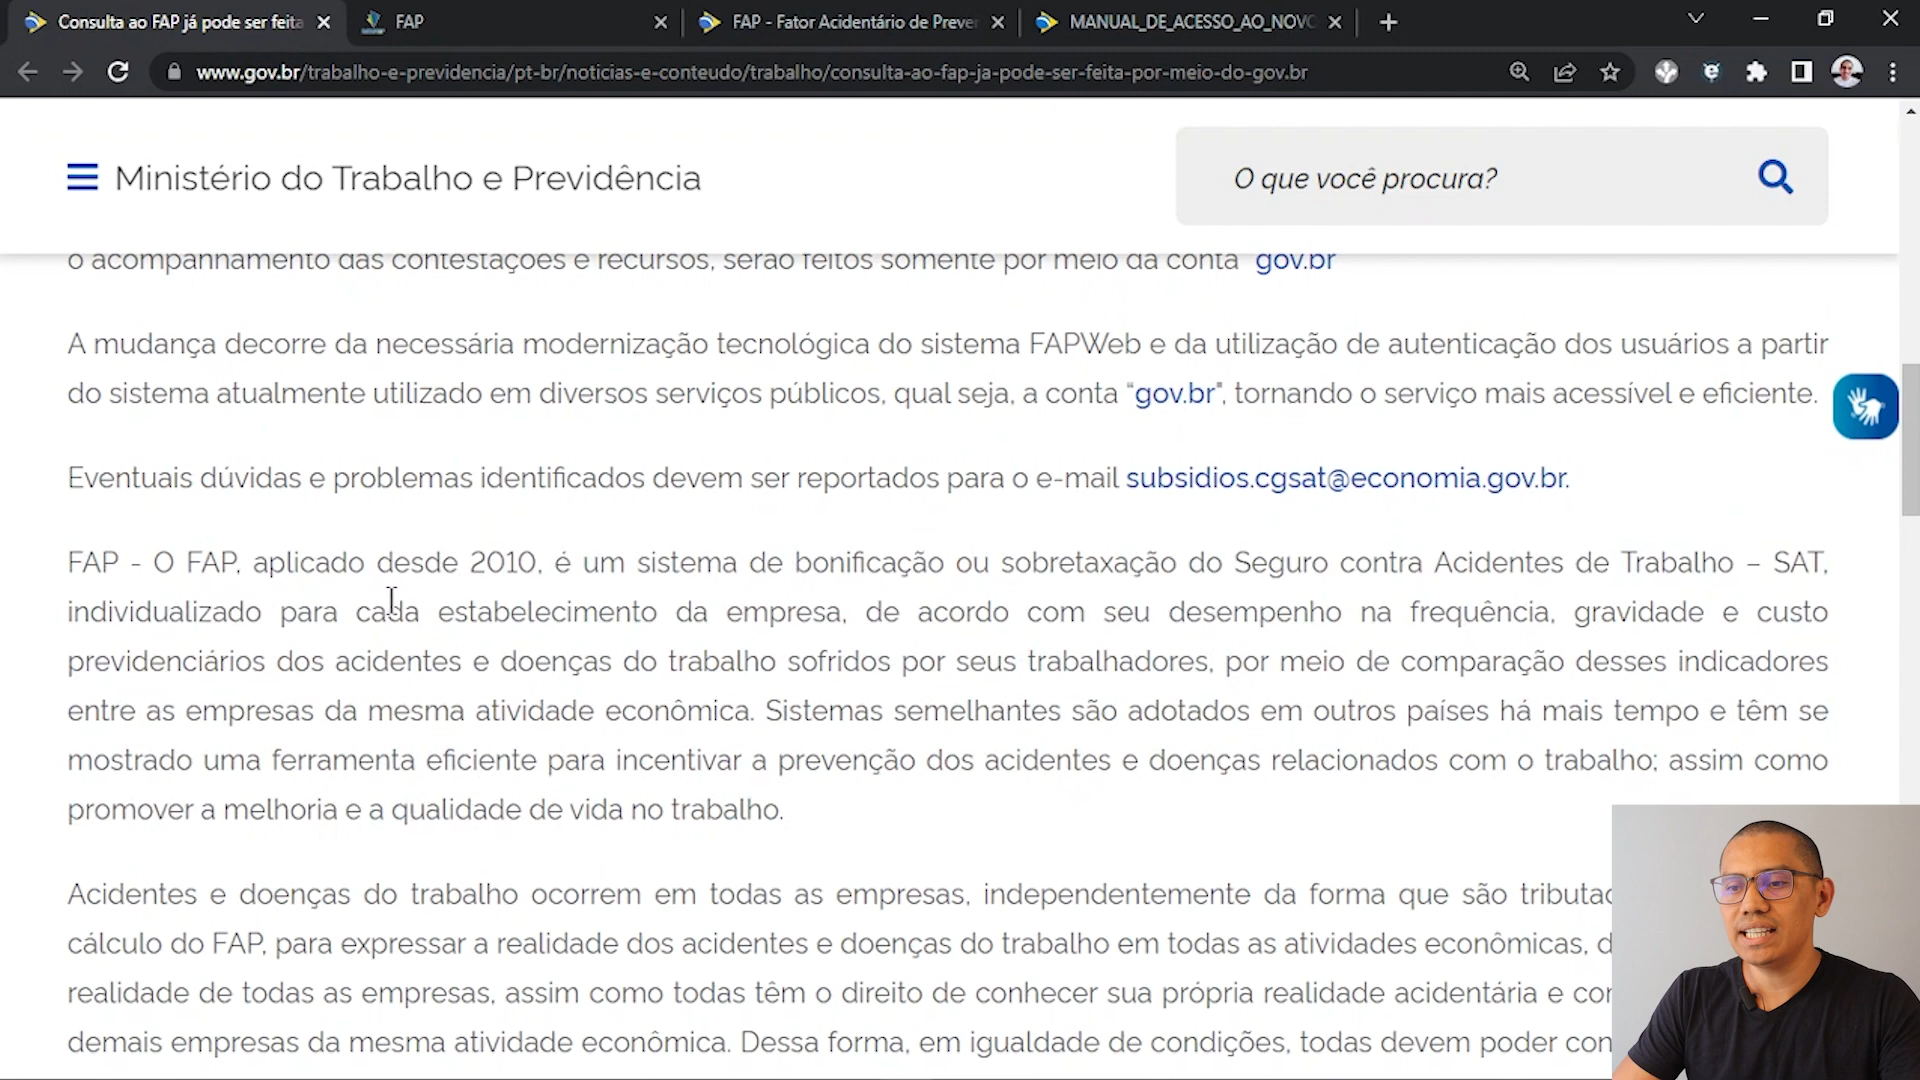 Consulta ao FAP já pode ser feita
FAP
FAP - Fator Acidentário de Preve
MANUAL_DE_ACESSO_AO_NOVO
www.gov.br/trabalho-e-previdencia/pt-br/noticias-e-conteudo/trabalho/consulta-ao-fap-ja-pode-ser-feita-por-meio-do-gov.br
Ministério do Trabalho e Previdência
O que você procura?
o acompanhamento das contestações e recursos, serão feitos somente por meio da conta gov.br
A mudança decorre da necessária modernização tecnológica do sistema FAPWeb e da utilização de autenticação dos usuários a partir
do sistema atualmente utilizado em diversos serviços públicos, qual seja, a conta "gov.br", tornando o serviço mais acessível e eficiente.
Eventuais dúvidas e problemas identificados devem ser reportados para o e-mail subsidios.cgsat@economia.gov.br.
FAP - O FAP, aplicado desde 2010, é um sistema de bonificação ou sobretaxação do Seguro contra Acidentes de Trabalho – SAT,
individualizado para cada estabelecimento da empresa, de acordo com seu desempenho na frequência, gravidade e custo
previdenciários dos acidentes e doenças do trabalho sofridos por seus trabalhadores, por meio de comparação desses indicadores
entre as empresas da mesma atividade econômica. Sistemas semelhantes são adotados em outros países há mais tempo e têm se
mostrado uma ferramenta eficiente para incentivar a prevenção dos acidentes e doenças relacionados com o trabalho; assim como
promover a melhoria e a qualidade de vida no trabalho.
Acidentes e doenças do trabalho ocorrem em todas as empresas, independentemente da forma que são
cálculo do FAP, para expressar a realidade dos acidentes e doenças do trabalho em todas as atividades econômicas,
realidade de todas as empresas, assim como todas têm o direito de conhecer sua própria realidade acidentária e
demais empresas da mesma atividade econômica. Dessa forma, em igualdade de condições, todas devem poder